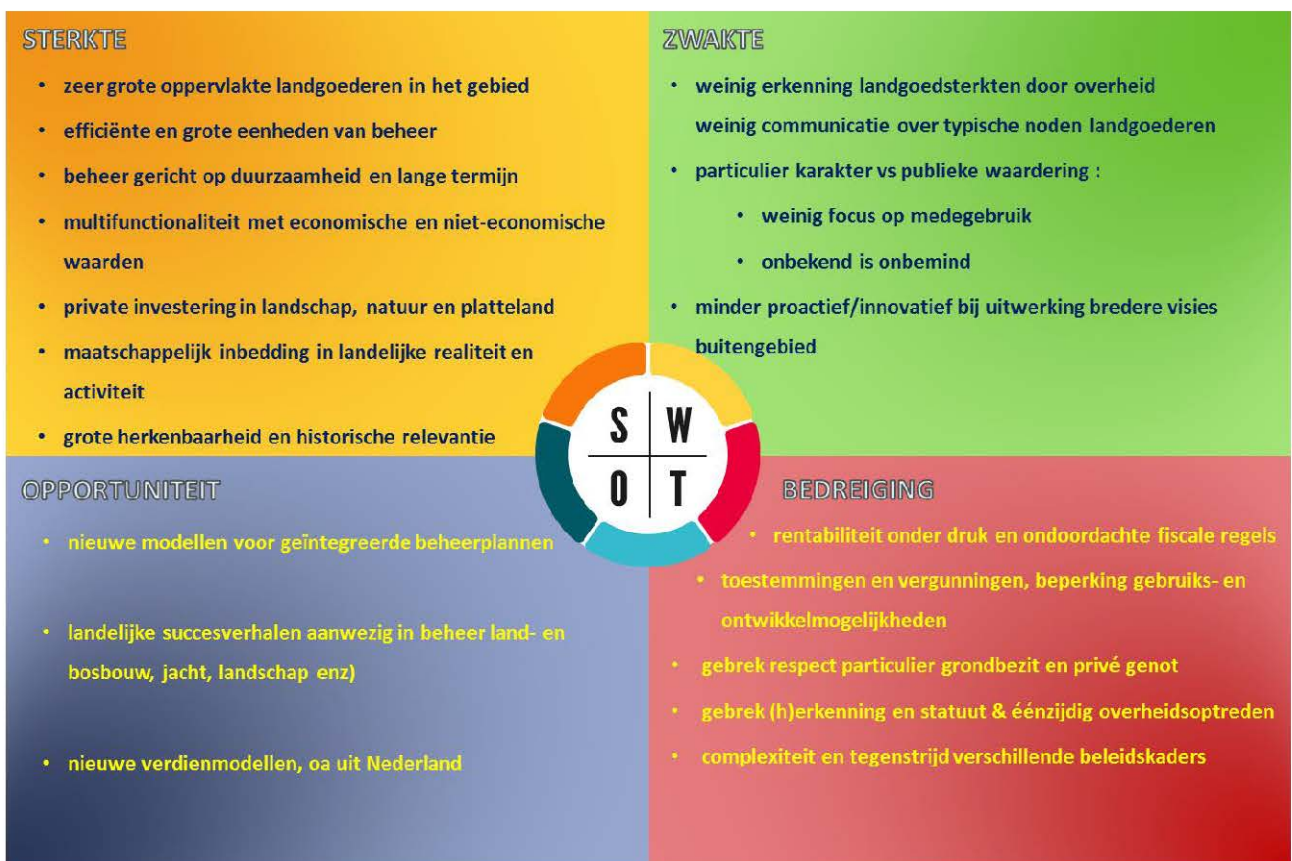 STERKTE
• zeer grote oppervlakte landgoederen in het gebied
• efficiënte en grote eenheden van beheer
• beheer gericht op duurzaamheid en lange termijn
• multifunctionaliteit met economische en niet-economische
waarden
• private investering in landschap, natuur en platteland
• maatschappelijk inbedding in landelijke realiteit en
activiteit
• grote herkenbaarheid en historische relevantie
ZWAKTE
• weinig erkenning landgoedsterkten door overheid
weinig communicatie over typische noden landgoederen
• particulier karakter vs publieke waardering :
• weinig focus op medegebruik
• onbekend is onbemind
• minder proactief/innovatief bij uitwerking bredere visies
buitengebied
S W
O T
OPPORTUNITEIT
• nieuwe modellen voor geïntegreerde beheerplannen
• landelijke succesverhalen aanwezig in beheer land- en
bosbouw, jacht, landschap enz)
• nieuwe verdienmodellen, oa uit Nederland
BEDREIGING
• rentabiliteit onder druk en ondoordachte fiscale regels
• toestemmingen en vergunningen, beperking gebruiks- en
ontwikkelmogelijkheden
• gebrek respect particulier grondbezit en privé genot
• gebrek (h)erkenning en statuut & éénzijdig overheidsoptreden
• complexiteit en tegenstrijd verschillende beleidskaders